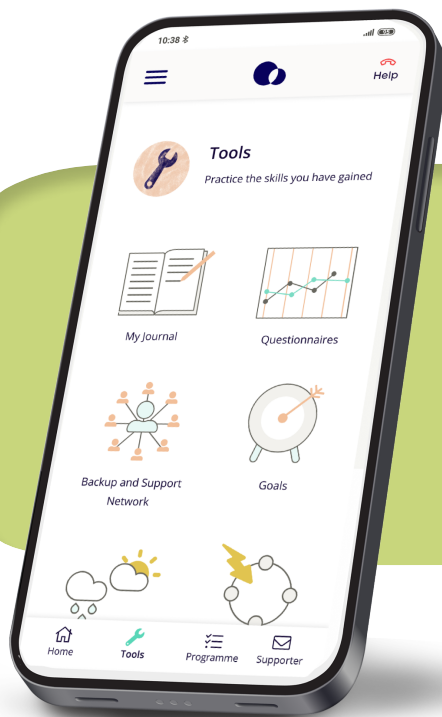 10:38
95
Help
Tools
Practice the skills you have gained
My Journal
Questionnaires
Backup and Support
Network
Goals
Home
Tools
Programme
Supporter